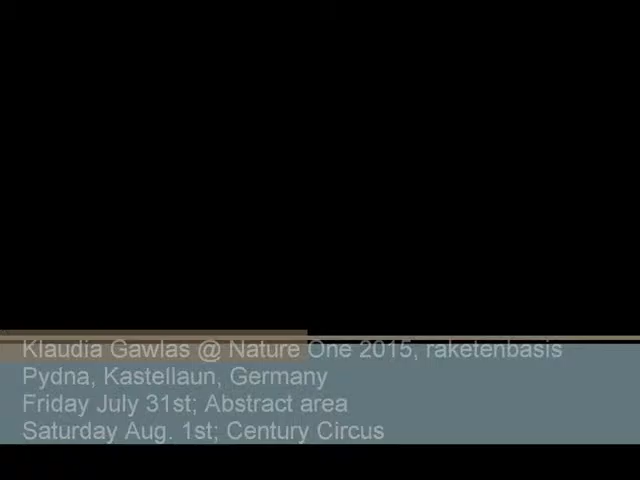 Klaudia Gawlas @ Nature One 2015, raketenbasis
Pydna, Kastellaun, Germany
Friday July 31st; Abstract area
Saturday Aug. 1st; Century Circus